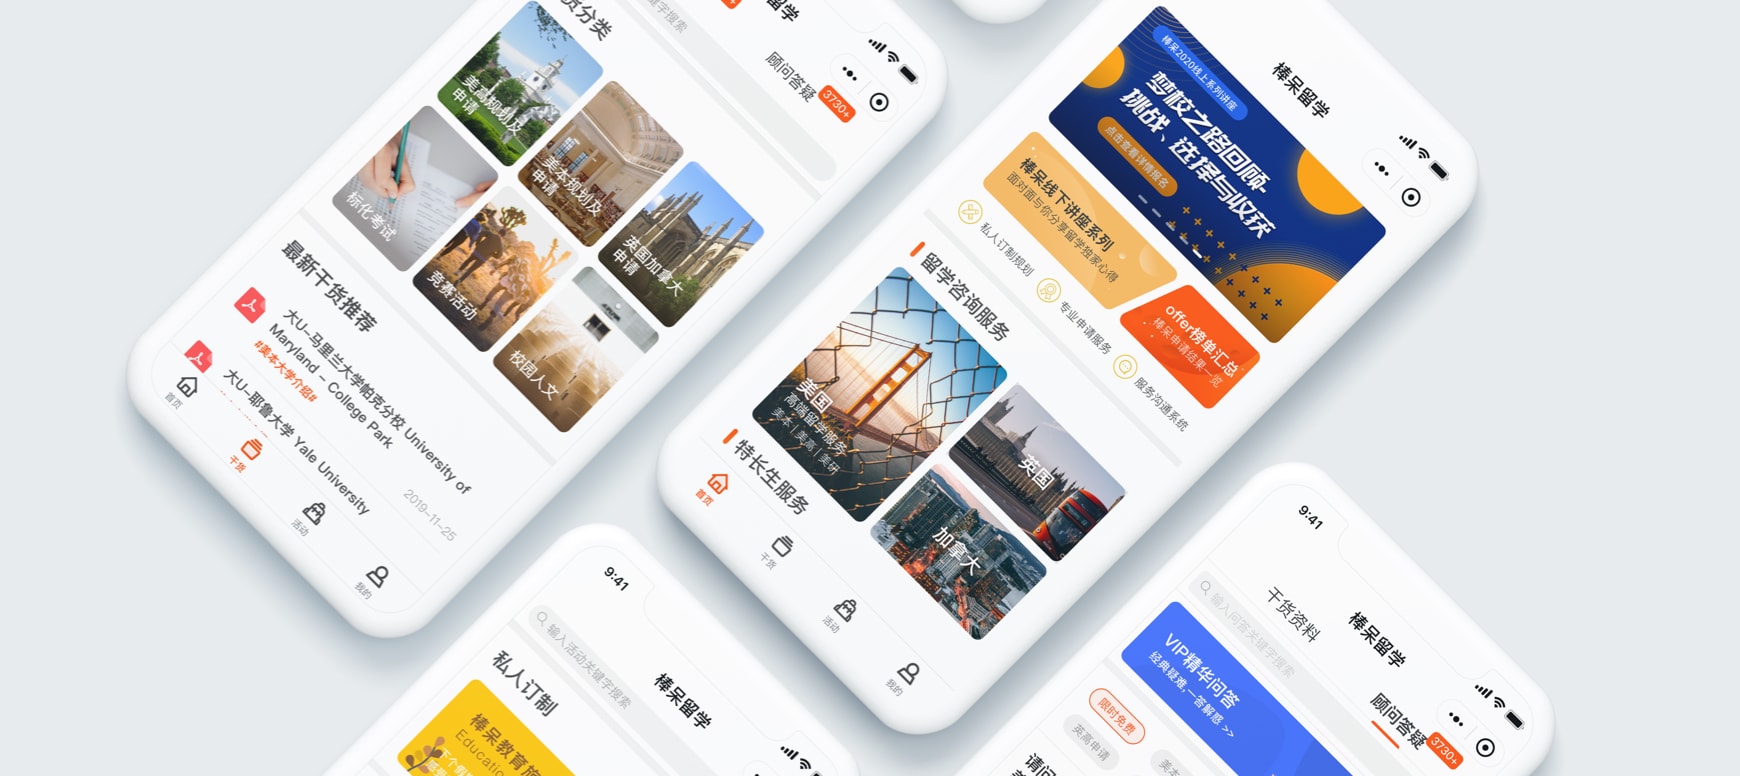 货分类
键字搜索
棒呆留学
顾问答疑
3730+
美高规划及
申请
美本规划及
申请
英国加拿大
申请
标化考试
竞赛活动
校园人文
最新干货推荐
大U-马里兰大学帕克分校 University of
Maryland - College Park
#美本大学介绍#
大U-耶鲁大学 Yale University
2019-11-25
首页
干货
活动
我的
棒呆留学
棒呆2020线上系列讲座
梦校之路回顾-
挑战、选择与收获
点击查看详情报名
棒呆线下讲座系列
面对面与你分享留学独家心得
offer榜单汇总
棒呆申请结果一览
私人订制规划
专业申请服务
服务沟通系统
留学咨询服务
美国
高端留学服务
美本 | 美高 | 美研
英国
加拿大
特长生服务
首页
干货
活动
我的
9:41
棒呆留学
输入活动关键字搜索
私人订制
棒呆教育旅
Educatio
9:41
棒呆留学
干货资料
顾问答疑
3730+
输入问答关键字搜索
VIP精华问答
经典疑难,一答解惑 >>
限时免费
英高申请
美本
请问